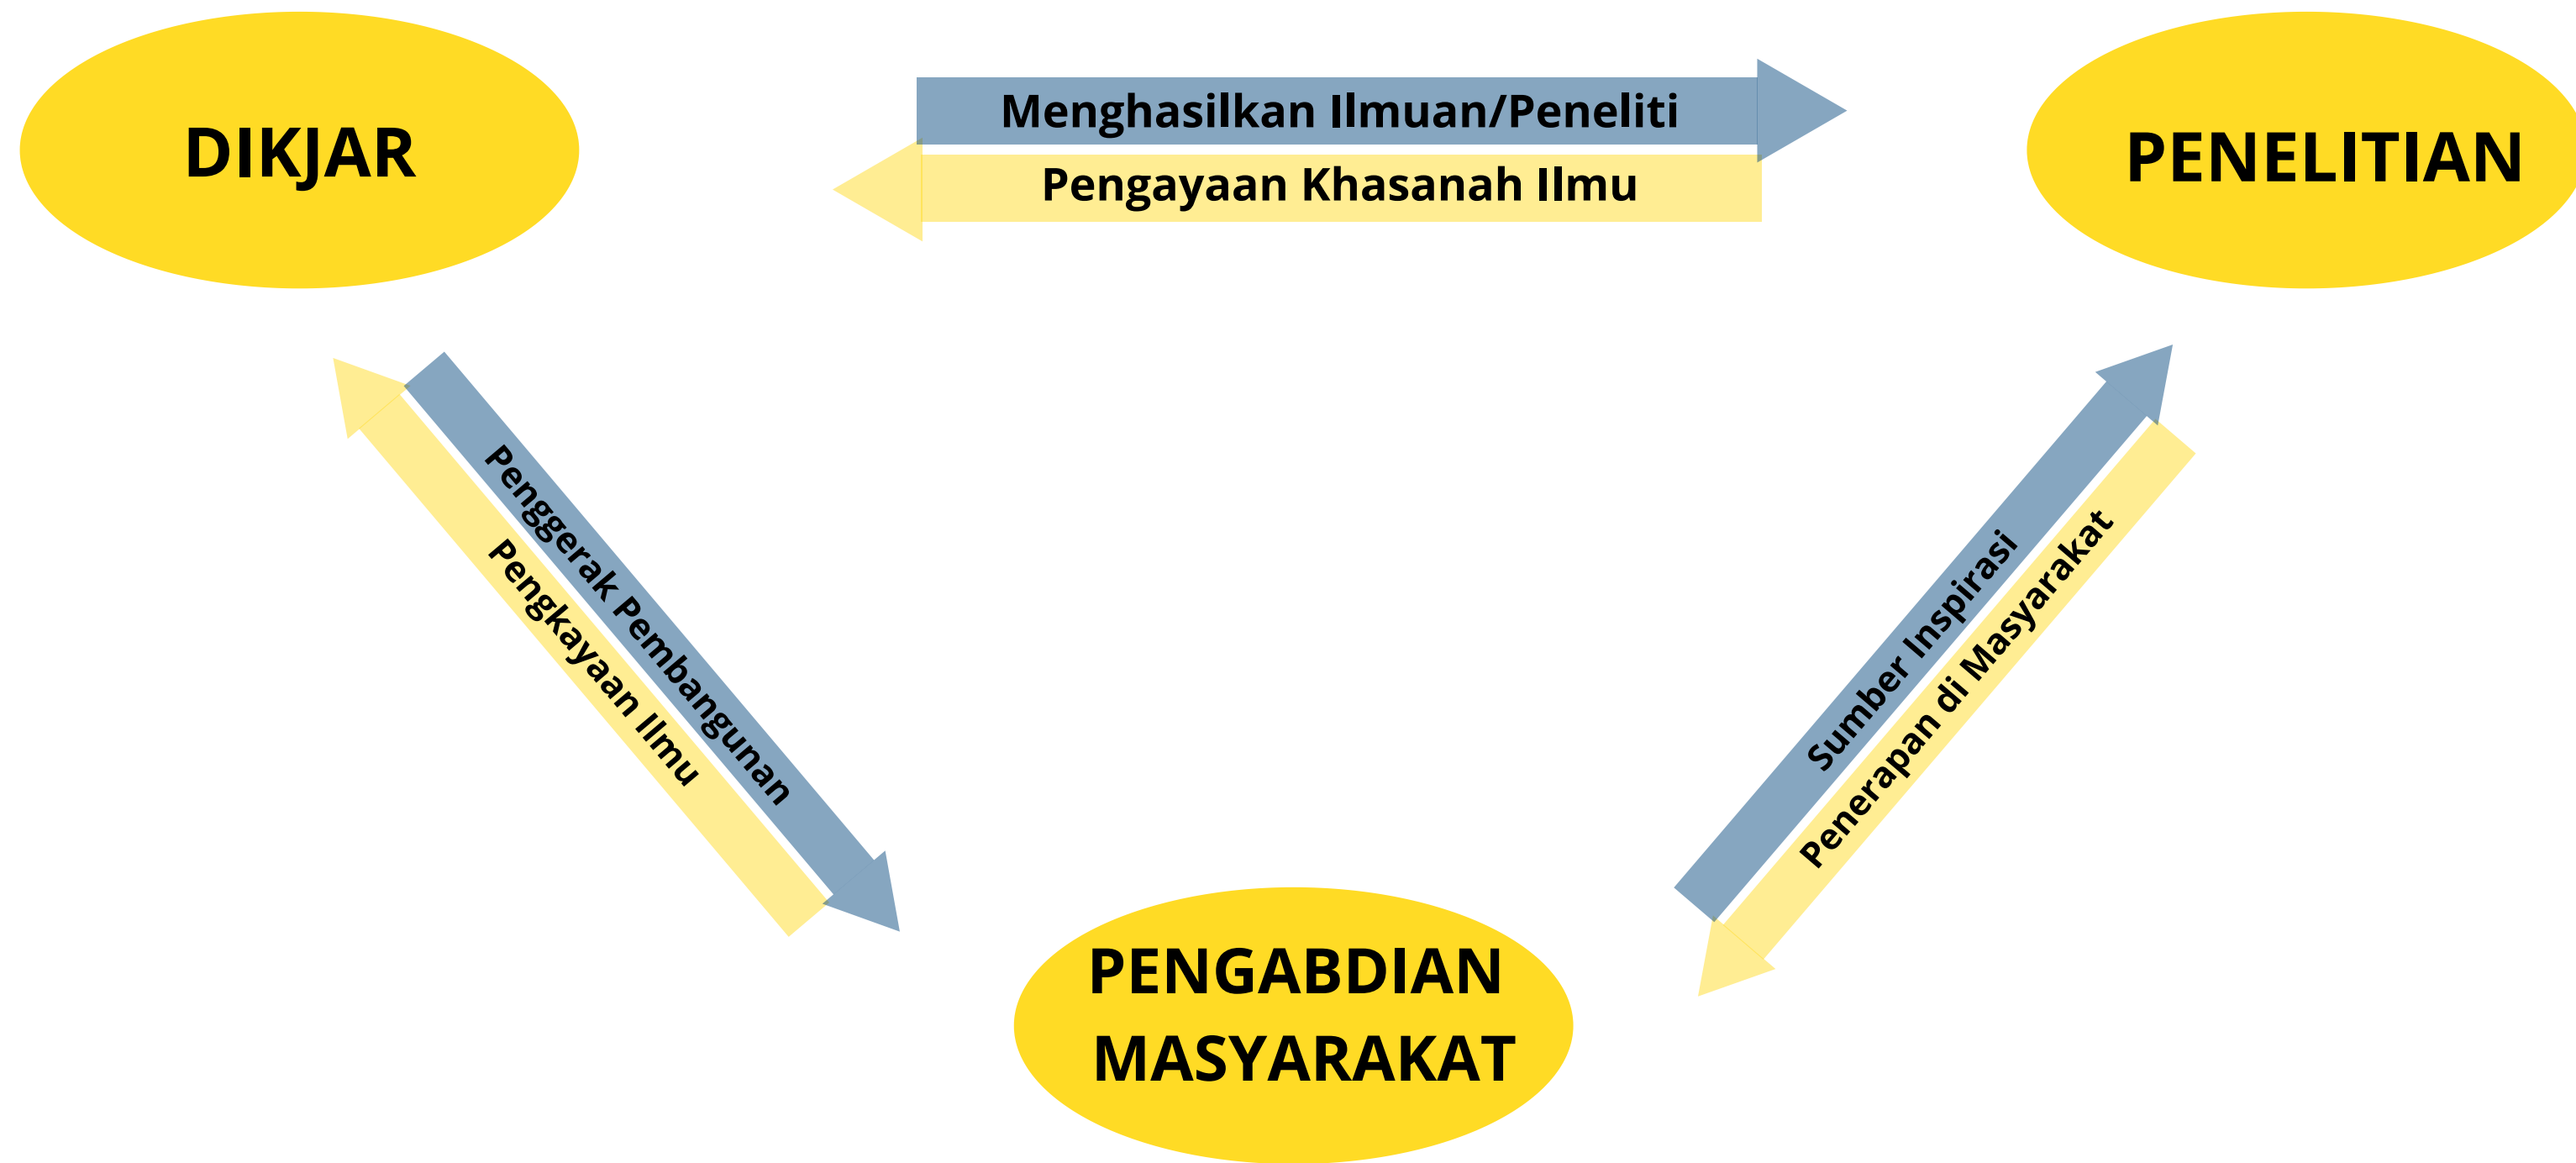 DIKJAR
Menghasilkan Ilmuan/Peneliti
Pengayaan Khasanah Ilmu
PENELITIAN
Penggerak Pembangunan
Pengkayaan Ilmu
Sumber Inspirasi
Penerapan di Masyarakat
PENGABDIAN
MASYARAKAT